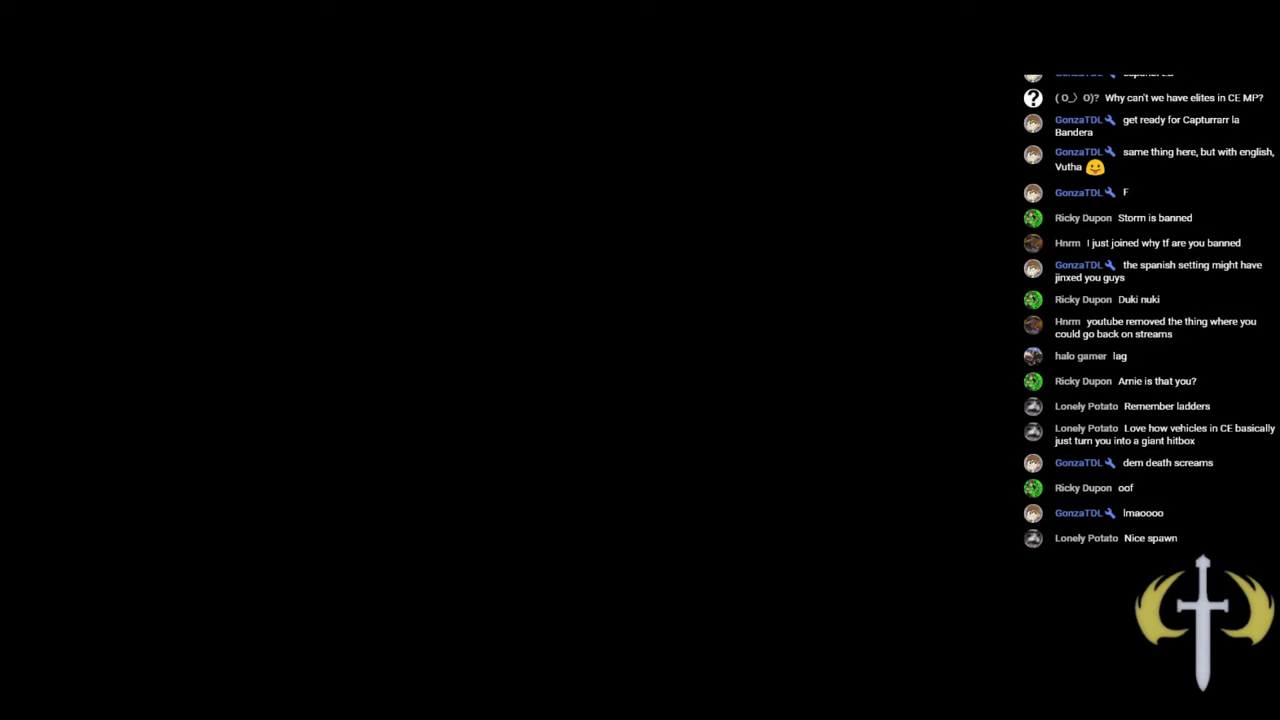 GonzaTDL
( O_〉 O)? Why can't we have elites in CE MP?
GonzaTDL get ready for Capturrarr la
Bandera
GonzaTDL same thing here, but with english,
Vutha
GonzaTDL F
Ricky Dupon Storm is banned
Hnrm I just joined why tf are you banned
GonzaTDL the spanish setting might have
jinxed you guys
Ricky Dupon Duki nuki
Hnrm youtube removed the thing where you
could go back on streams
halo gamer lag
Ricky Dupon Arnie is that you?
Lonely Potato Remember ladders
Lonely Potato Love how vehicles in CE basically
just turn you into a giant hitbox
GonzaTDL dem death screams
Ricky Dupon oof
GonzaTDL lmaoooo
Lonely Potato Nice spawn